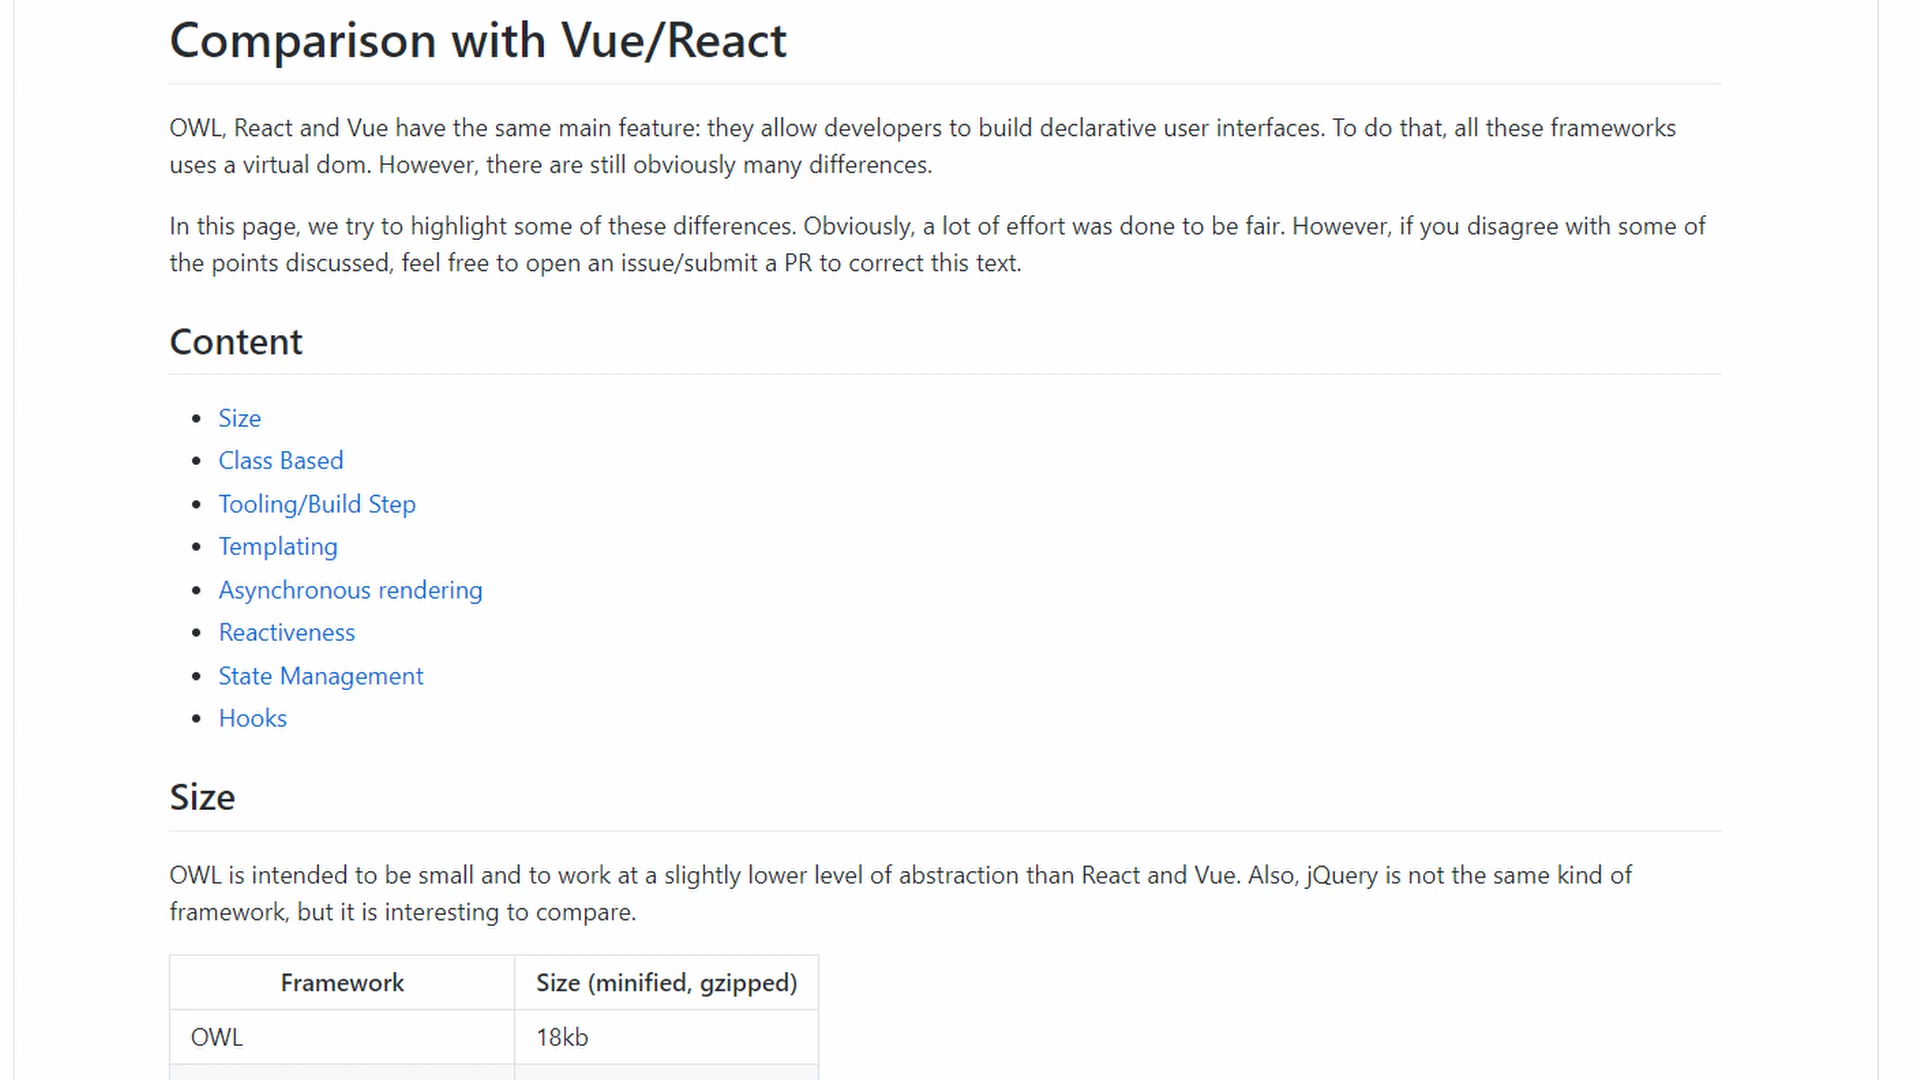 Comparison with Vue/React
OWL, React and Vue have the same main feature: they allow developers to build declarative user interfaces. To do that, all these frameworks
uses a virtual dom. However, there are still obviously many differences.
In this page, we try to highlight some of these differences. Obviously, a lot of effort was done to be fair. However, if you disagree with some of
the points discussed, feel free to open an issue/submit a PR to correct this text.
Content
• Size
• Class Based
• Tooling/Build Step
• Templating
• Asynchronous rendering
• Reactiveness
• State Management
• Hooks
Size
OWL is intended to be small and to work at a slightly lower level of abstraction than React and Vue. Also, jQuery is not the same kind of
framework, but it is interesting to compare.
Framework Size (minified, gzipped)
OWL 18kb